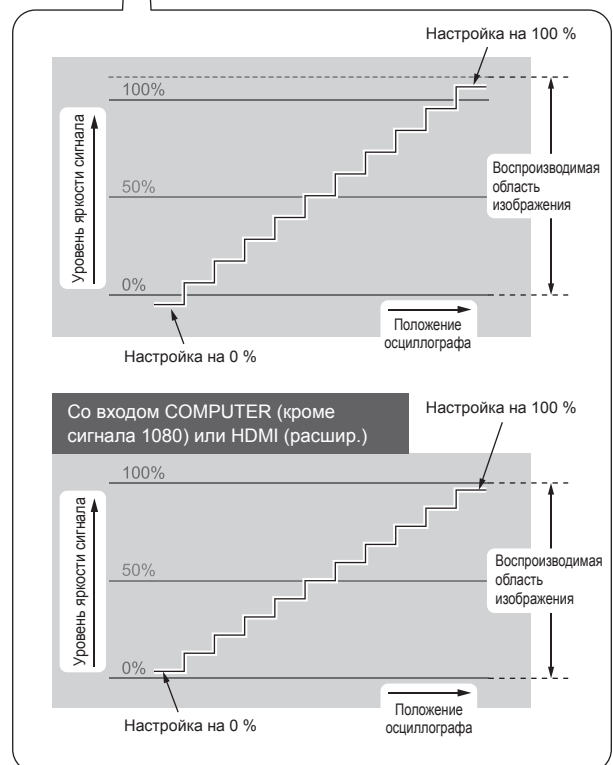 Настройка на 100 %
100%
Уровень яркости сигнала
50%
Воспроизводимая
область
изображения
0%
Положение
осциллографа
Настройка на 0 %
Со входом COMPUTER (кроме
сигнала 1080) или HDMI (расшир.)
Настройка на 100 %
100%
Уровень яркости сигнала
50%
Воспроизводимая
область
изображения
0%
Положение
осциллографа
Настройка на 0 %